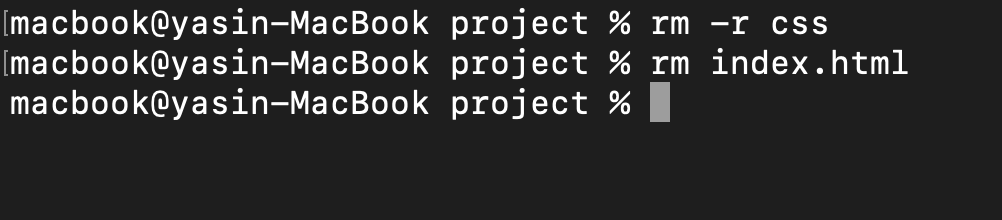 [macbook@yasin-MacBook project % rm -r css
[macbook@yasin-MacBook project % rm index.html
macbook@yasin-MacBook project %